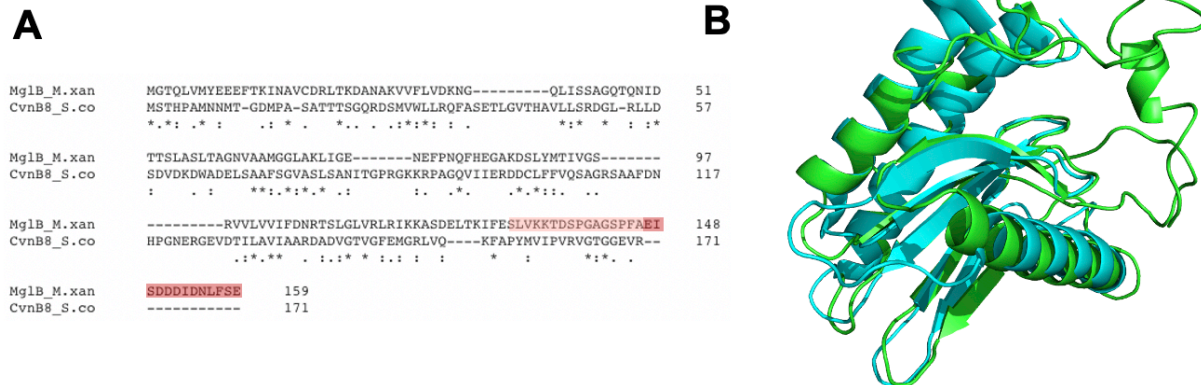 A
B
MglB_M.xan MGTQLVMYEEEFTKINAVCDRLTKDANAKVVFLVDKNG---------QLISSAGQTQNID 51
CvnB8_S.co MSTHPAMNNMT-GDMPA-SATTTSGQRDSMVWLLRQFASETLGVTHAVLLSRDGL-RLLD 57
*.*: . * : .: * : *.. . .:*:*: . . *:* * : :*
MglB_M.xan TTSLASLTAGNVAAMGGLAKLIGE-------NEFPNQFHEGAKDSLYMTIVGS------- 97
CvnB8_S.co SDVDKDWADELSAAFSGVASLSANITGPRGKKRPAGQVIIERDDCLFFVQSAGRSAAFDN 117
: . : **:.*:*.* .: :. .*. .*.*::. ..
MglB_M.xan ---------RVVLVVIFDNRTSLGLVRLRIKKASDELTKIFESLVKKTDSPGAGSPFAEI 148
CvnB8_S.co HPGNERGEVDTILAVIAARDADVGTVGFEMGRLVQ----KFAPYMVIPVRVGTGGEVR-- 171
.:*.** . :.:* * : : : * : *:*. .
MglB_M.xan SDDDIDNLFSE 159
CvnB8_S.co ----------- 171